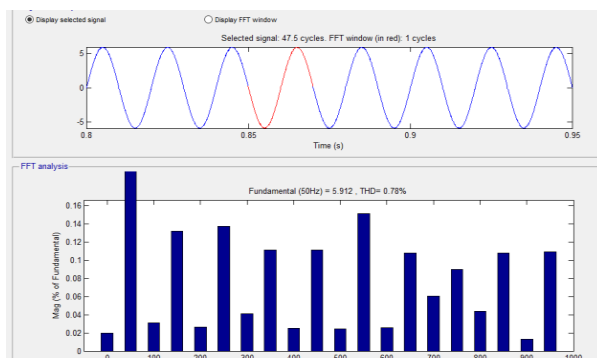 Display selected signal Display FFT window
Selected signal: 47.5 cycles. FFT window (in red): 1 cycles
5
0
-5
0.8 0.85 0.9 0.95
Time (s)
FFT analysis
Fundamental (50Hz) = 5.912 , THD= 0.78%
0.16
0.14
0.12
0.1
0.08
0.06
0.04
0.02
0
Mag (% of Fundamental)
0 100 200 300 400 500 600 700 800 900 1000